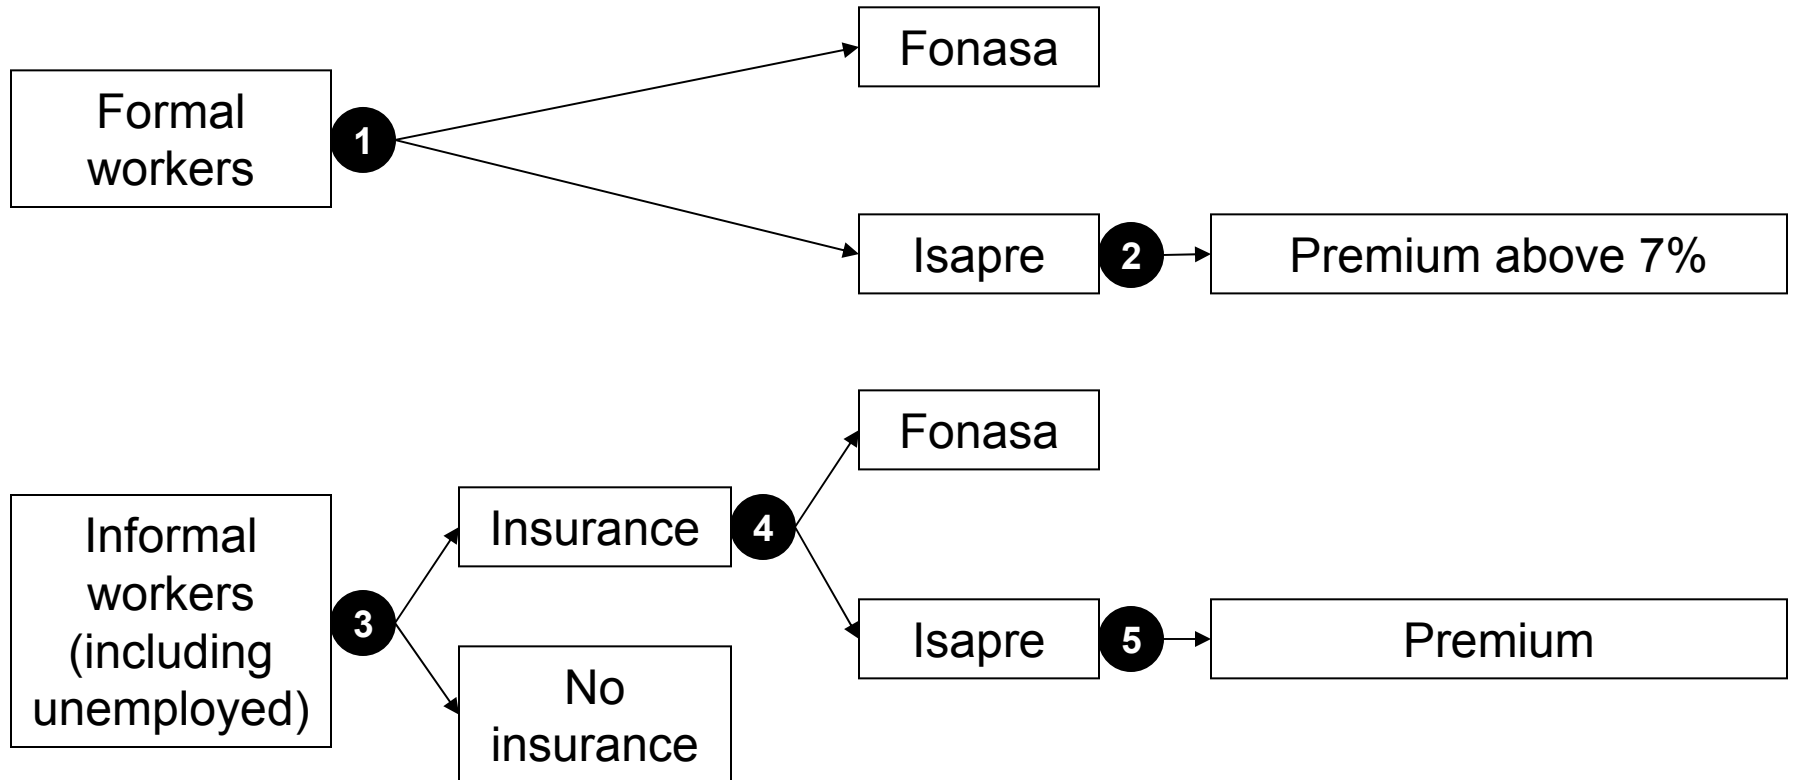 Fonasa
Formal
workers
1
Isapre
2
Premium above 7%
Fonasa
Informal
workers
(including
unemployed)
3
Insurance
4
No
insurance
Isapre
5
Premium